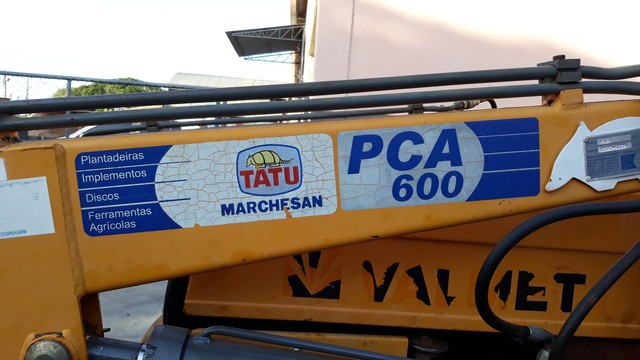 Plantadeiras
Implementos
Discos
Ferramentas
Agrícolas
TATU
MARCHESAN
PCA
600
VALMET